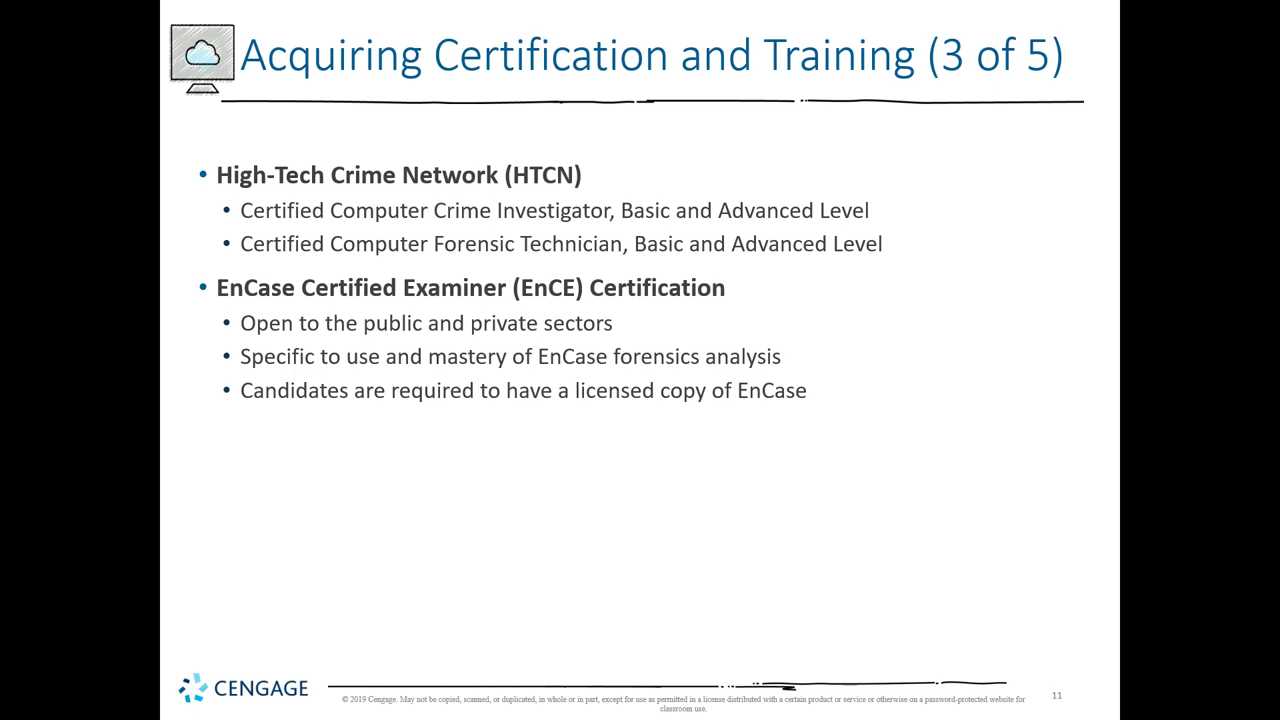 Acquiring Certification and Training (3 of 5)
• High-Tech Crime Network (HTCN)
• Certified Computer Crime Investigator, Basic and Advanced Level
• Certified Computer Forensic Technician, Basic and Advanced Level
• EnCase Certified Examiner (EnCE) Certification
• Open to the public and private sectors
• Specific to use and mastery of EnCase forensics analysis
• Candidates are required to have a licensed copy of EnCase
CENGAGE
© 2019 Cengage. May not be copied, scanned, or duplicated, in whole or in part, except for use as permitted in a license distributed with a certain product or service or otherwise on a password-protected website for
classroom use.
11